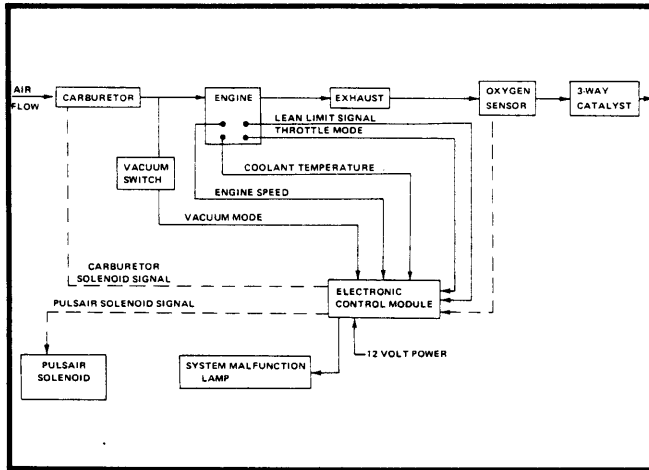 AIR
FLOW
CARBURETOR
ENGINE
EXHAUST
OXYGEN
SENSOR
3-WAY
CATALYST
LEAN LIMIT SIGNAL
THROTTLE MODE
VACUUM
SWITCH
COOLANT TEMPERATURE
ENGINE SPEED
VACUUM MODE
CARBURETOR
SOLENOID SIGNAL
PULSAIR SOLENOID SIGNAL
ELECTRONIC
CONTROL MODULE
PULSAIR
SOLENOID
SYSTEM MALFUNCTION
LAMP
12 VOLT POWER